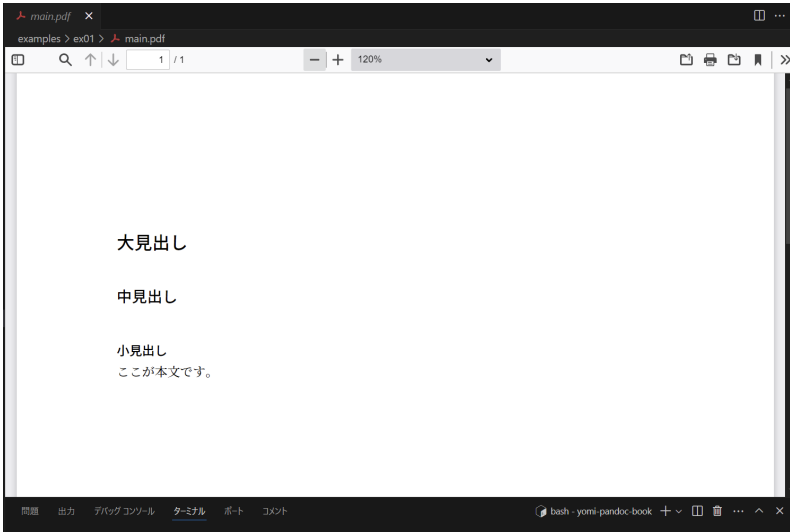 main.pdf
examples > ex01 > main.pdf
1 / 1 120%
大見出し
中見出し
小見出し
ここが本文です。
問題 出力 デバッグ コンソール ターミナル ポート コメント bash - yomi-pandoc-book